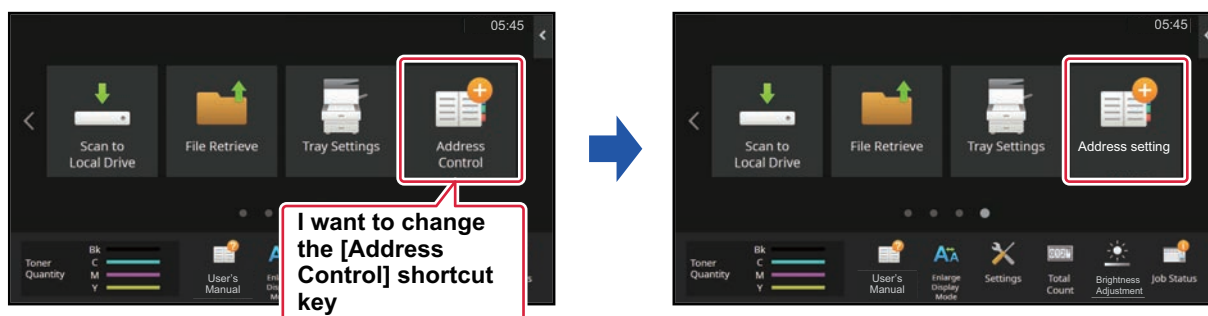 05:45
Scan to
Local Drive
File Retrieve
Tray Settings
Address
Control
I want to change
the [Address
Control] shortcut
key
Toner
Quantity
Bk
C
M
Y
User's
Manual
05:45
Scan to
Local Drive
File Retrieve
Tray Settings
Address setting
Toner
Quantity
Bk
C
M
Y
User's
Manual
Enlarge
Display
Mode
Settings
Total
Count
Brightness
Adjustment
Job Status